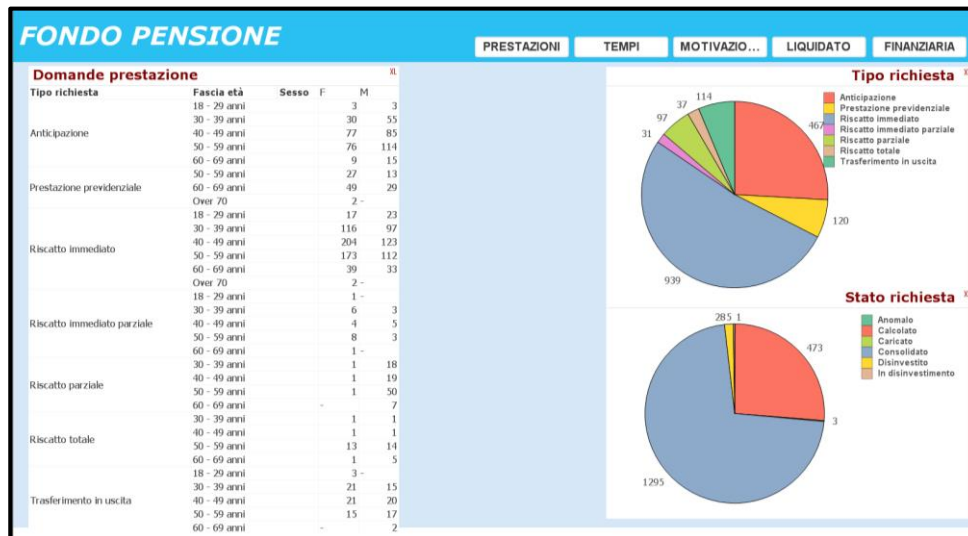 FONDO PENSIONE
PRESTAZIONI TEMPI MOTIVAZIO... LIQUIDATO FINANZIARIA
Domande prestazione XL
Tipo richiesta Fascia età Sesso F M
18 - 29 anni 3 3
Anticipazione 30 - 39 anni 30 55
40 - 49 anni 77 85
50 - 59 anni 76 114
60 - 69 anni 9 15
Prestazione previdenziale 50 - 59 anni 27 13
60 - 69 anni 49 29
Over 70 2 -
Riscatto immediato 18 - 29 anni 17 23
30 - 39 anni 116 97
40 - 49 anni 204 123
50 - 59 anni 173 112
60 - 69 anni 39 33
Over 70 2 -
Riscatto immediato parziale 18 - 29 anni 1 -
30 - 39 anni 6 3
40 - 49 anni 4 5
50 - 59 anni 8 3
60 - 69 anni 1 -
Riscatto parziale 30 - 39 anni 1 18
40 - 49 anni 1 19
50 - 59 anni 1 50
60 - 69 anni - 7
Riscatto totale 30 - 39 anni 1 1
40 - 49 anni 1 1
50 - 59 anni 13 14
60 - 69 anni 1 5
Trasferimento in uscita 18 - 29 anni 3 -
30 - 39 anni 21 15
40 - 49 anni 21 20
50 - 59 anni 15 17
60 - 69 anni - 2
Tipo richiesta
114
37
97
31
467
120
939
Anticipazione
Prestazione previdenziale
Riscatto immediato
Riscatto immediato parziale
Riscatto parziale
Riscatto totale
Trasferimento in uscita
Stato richiesta
285 1
473
3
1295
Anomalo
Calcolato
Caricato
Consolidato
Disinvestito
In disinvestimento